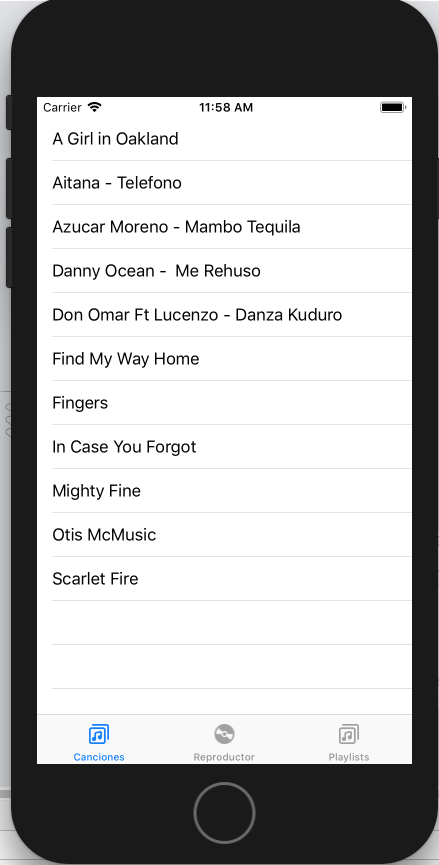 Carrier 11:58 AM
A Girl in Oakland
Aitana - Telefono
Azucar Moreno - Mambo Tequila
Danny Ocean -  Me Rehuso
Don Omar Ft Lucenzo - Danza Kuduro
Find My Way Home
Fingers
In Case You Forgot
Mighty Fine
Otis McMusic
Scarlet Fire
Canciones Reproductor Playlists